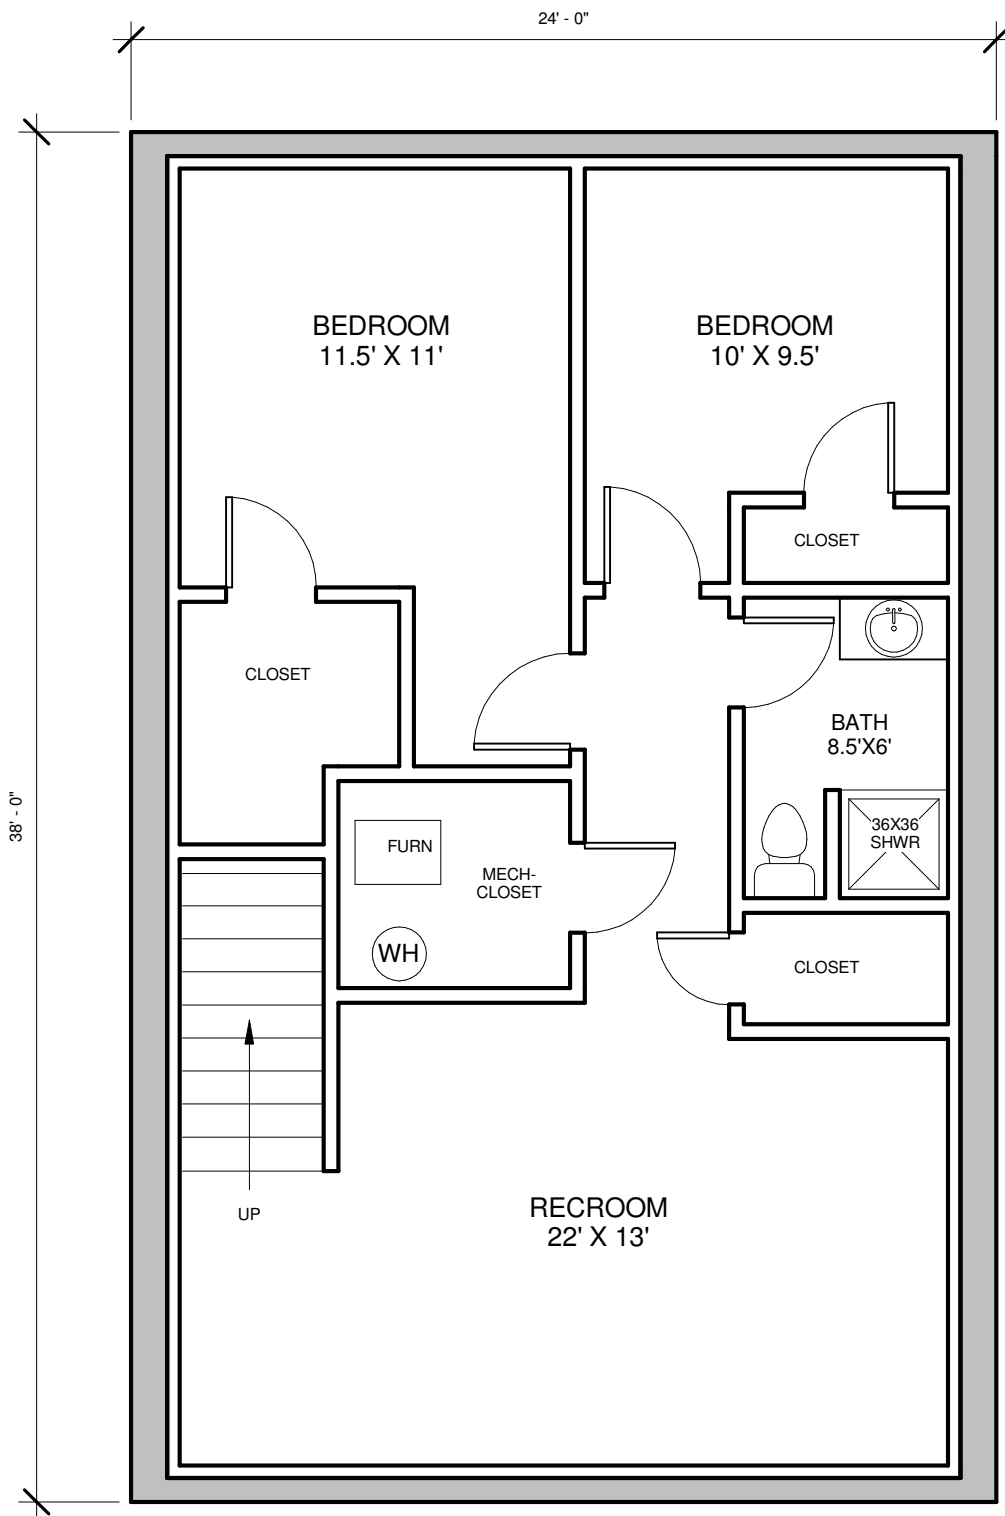 24' - 0"
BEDROOM
11.5' X 11'
BEDROOM
10' X 9.5'
CLOSET
CLOSET
BATH
8.5'X6'
38' - 0"
FURN
36X36
SHWR
MECH-
CLOSET
WH
CLOSET
UP
RECROOM
22' X 13'